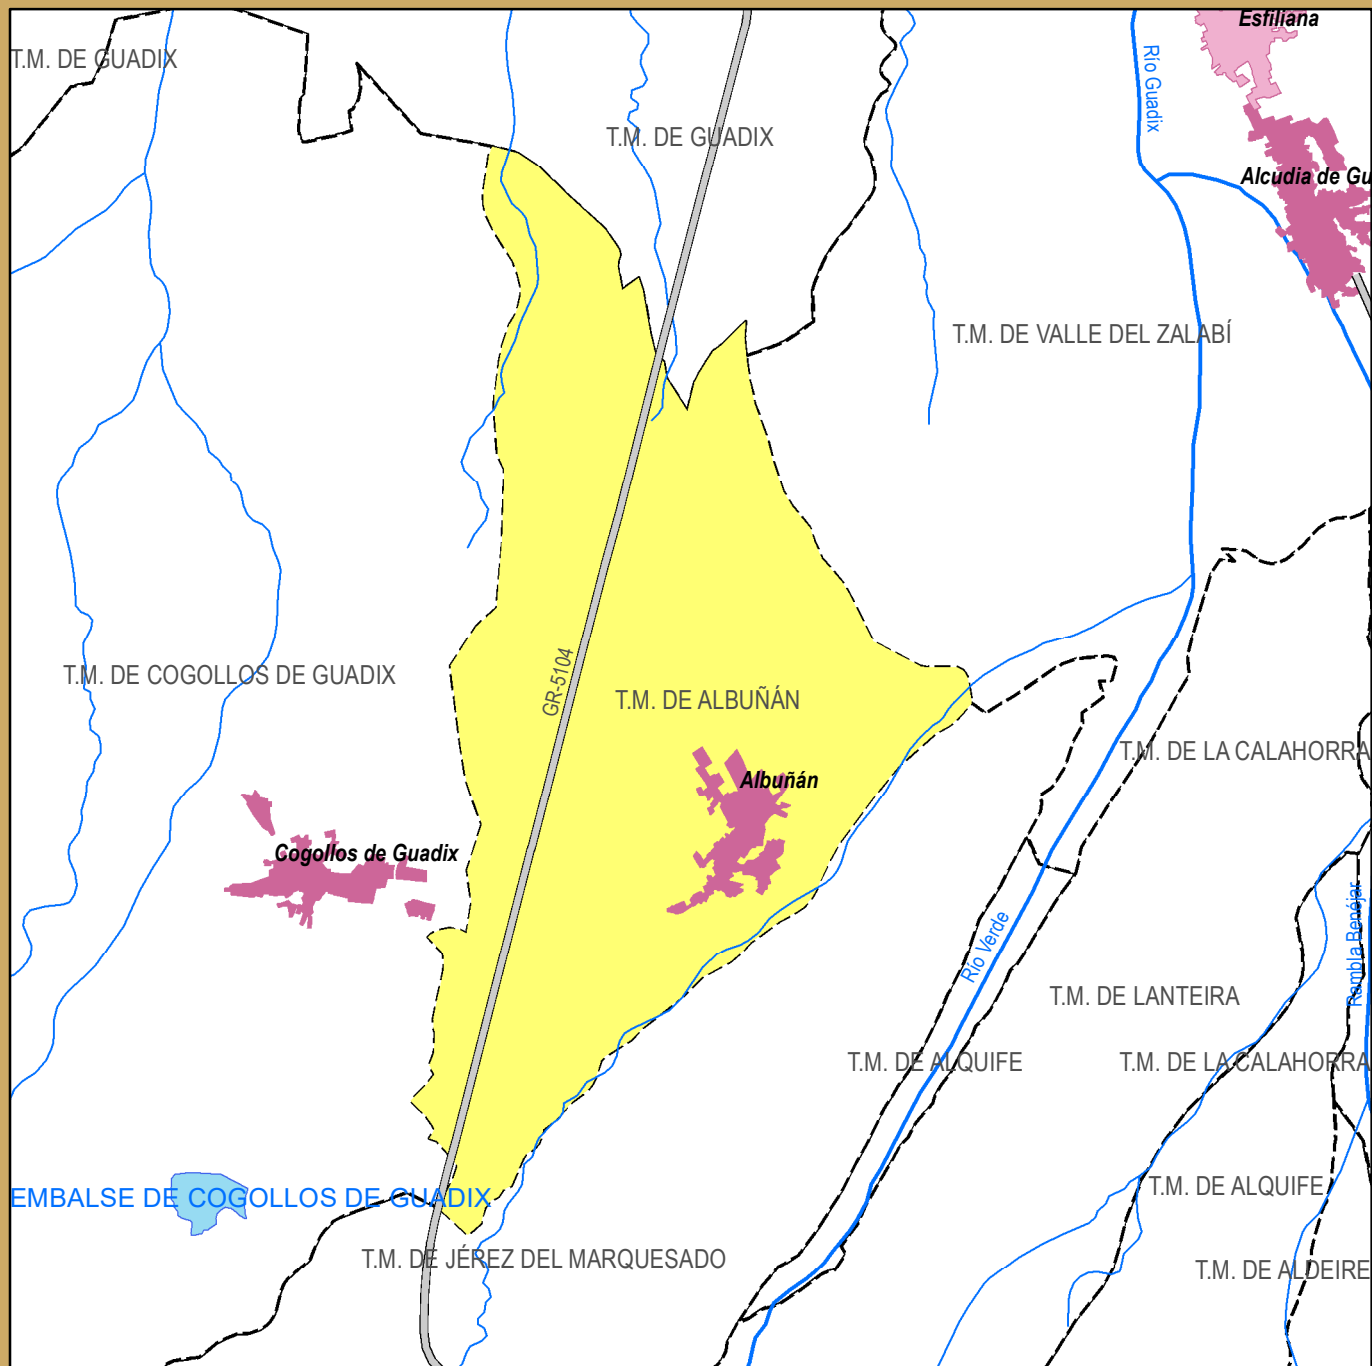 Esfiliana
T.M. DE GUADIX
Río Guadix
T.M. DE GUADIX
Alcudia de Gu
T.M. DE VALLE DEL ZALABÍ
T.M. DE COGOLLOS DE GUADIX
GR-5104
T.M. DE ALBUÑÁN
T.M. DE LA CALAHORRA
Albuñán
Cogollos de Guadix
Río Verde
Rambla Benéjar
T.M. DE LANTEIRA
T.M. DE ALQUIFE
T.M. DE LA CALAHORRA
T.M. DE ALQUIFE
EMBALSE DE COGOLLOS DE GUADIX
T.M. DE JÉREZ DEL MARQUESADO
T.M. DE ALDEIRE